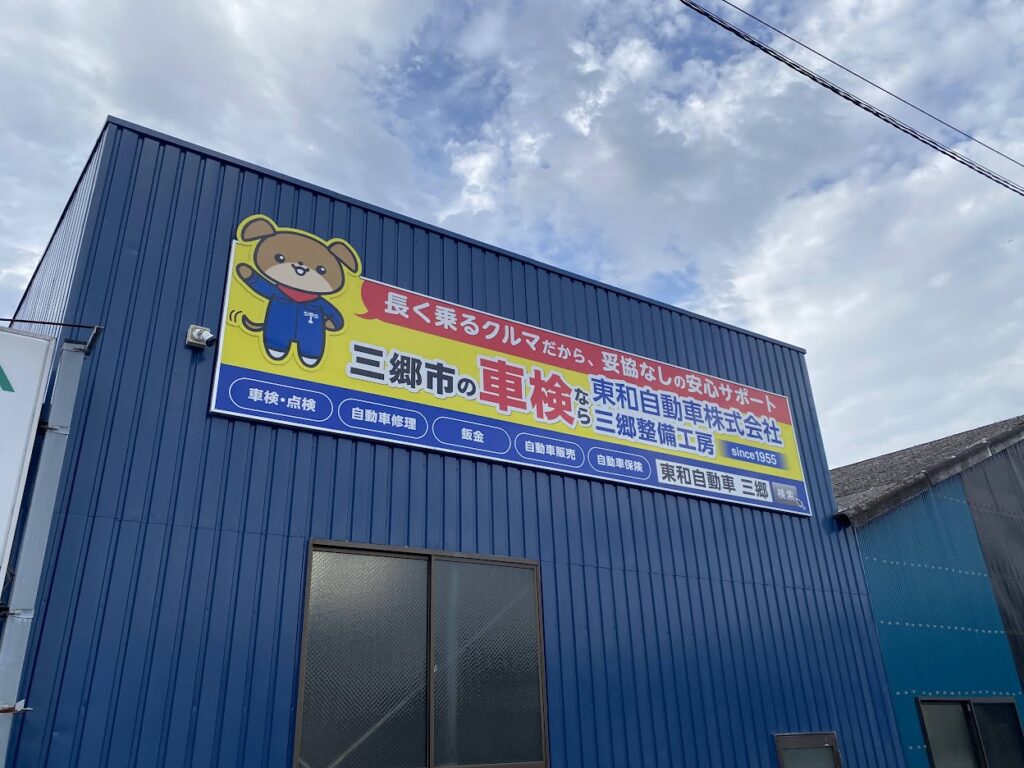 長く乗るクルマだから、妥協なしの安心サポート
三郷市の車検なら
東和自動車株式会社
三郷整備工房
since1955
車検・点検
自動車修理
鈑金
自動車販売
自動車保険
東和自動車 三郷
検索